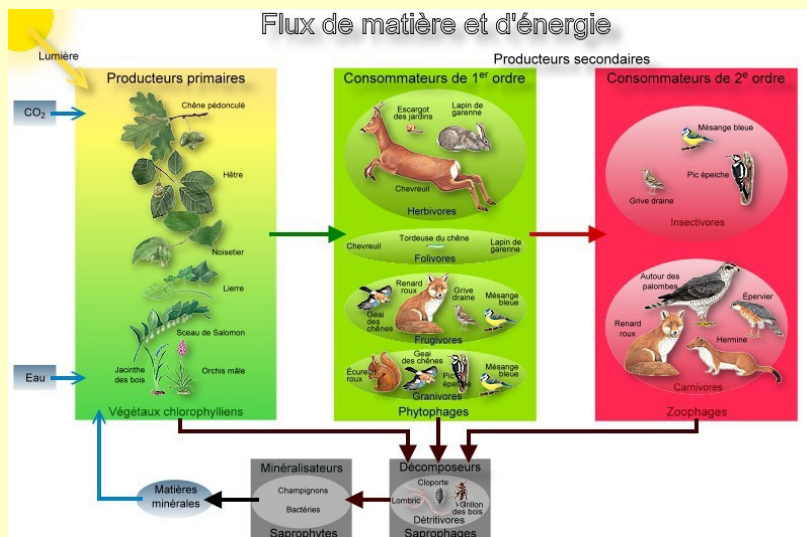 Flux de matière et d'énergie
Lumière
Producteurs secondaires
Producteurs primaires
Consommateurs de 1er ordre
Consommateurs de 2e ordre
CO2
Eau
Chêne pédonculé
Hêtre
Noisetier
Lierre
Sceau de Salomon
Jacinthe
des bois
Orchis mâle
Végétaux chlorophylliens
Escargot
des jardins
Lapin de
garenne
Chevreuil
Herbivores
Chevreuil
Tordeuse du chêne
Lapin de
garenne
Folivores
Geai
des
chênes
Renard
roux
Grive
draine
Mésange
bleue
Frugivores
Écureuil
roux
Geai
des chênes
Pic
épeiche
Mésange
bleue
Granivores
Phytophages
Mésange bleue
Pic épeiche
Grive draine
Insectivores
Autour des
palombes
Épervier
Renard
roux
Hermine
Carnivores
Zoophages
Matières
minérales
Minéralisateurs
Champignons
Bactéries
Saprophytes
Décomposeurs
Cloporte
Lombric
Grillon
des bois
Détritivores
Saprophages